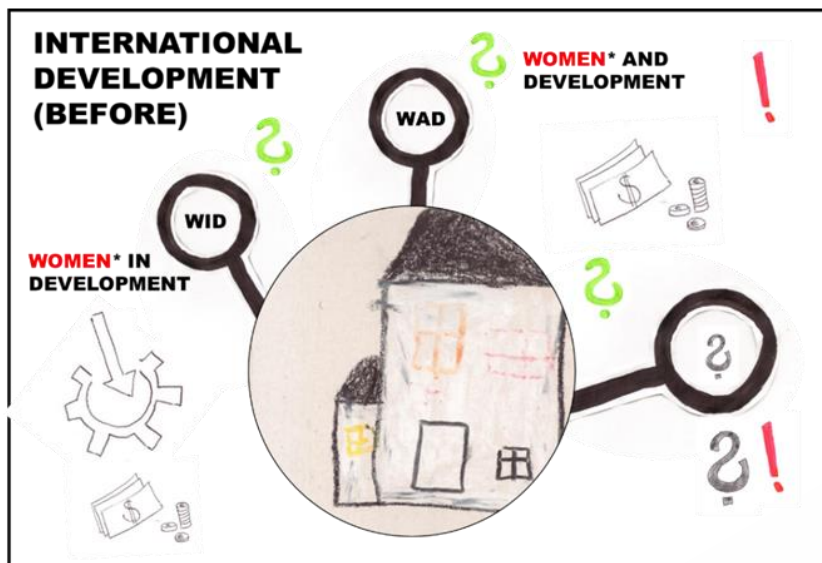 INTERNATIONAL
DEVELOPMENT
(BEFORE)
WOMEN* AND
DEVELOPMENT
!
?
WAD
?
WID
WOMEN* IN
DEVELOPMENT
$
?
?
? !
$